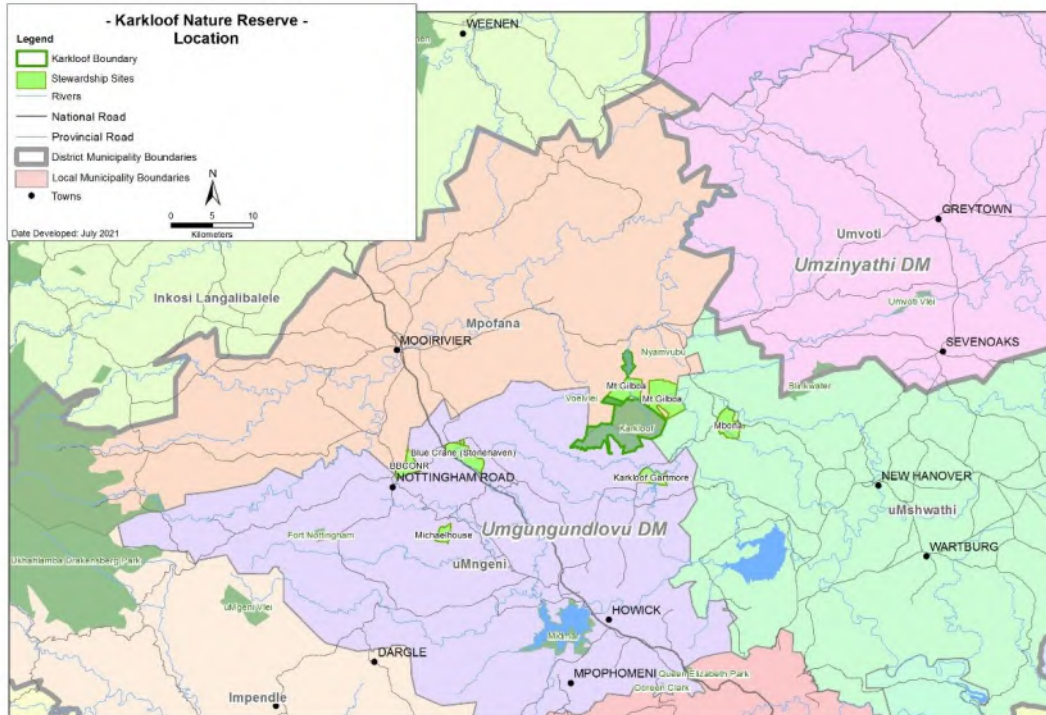 - Karkloof Nature Reserve -
Location
Legend
Karkloof Boundary
Stewardship Sites
Rivers
National Road
Provincial Road
District Municipality Boundaries
Local Municipality Boundaries
Towns
N
0 5 10
Kilometers
Date Developed: July 2021
WEENEN
GREYTOWN
Umvoti
Umzinyathi DM
Inkosi Langalibalele
Umvoti Vlei
Mpofana
MOOIRIVIER
SEVENOAKS
Nyamvubu
Mt Gilboa
Blinkwater
Voelvlei
Mt Gilboa
Karkloof
Mbona
Blue Crane (Stonehaven)
BBCONR
Karkloof Gartmore
NOTTINGHAM ROAD
NEW HANOVER
uMshwathi
Umgungundlovu DM
Fort Nottingham
Michaelhouse
WARTBURG
Ukhahlamba Drakensberg Park
uMngeni
uMgeni Vlei
HOWICK
Midmar
DARGLE
MPOPHOMENI
Queen Elizabeth Park
Doreen Clark
Impendle